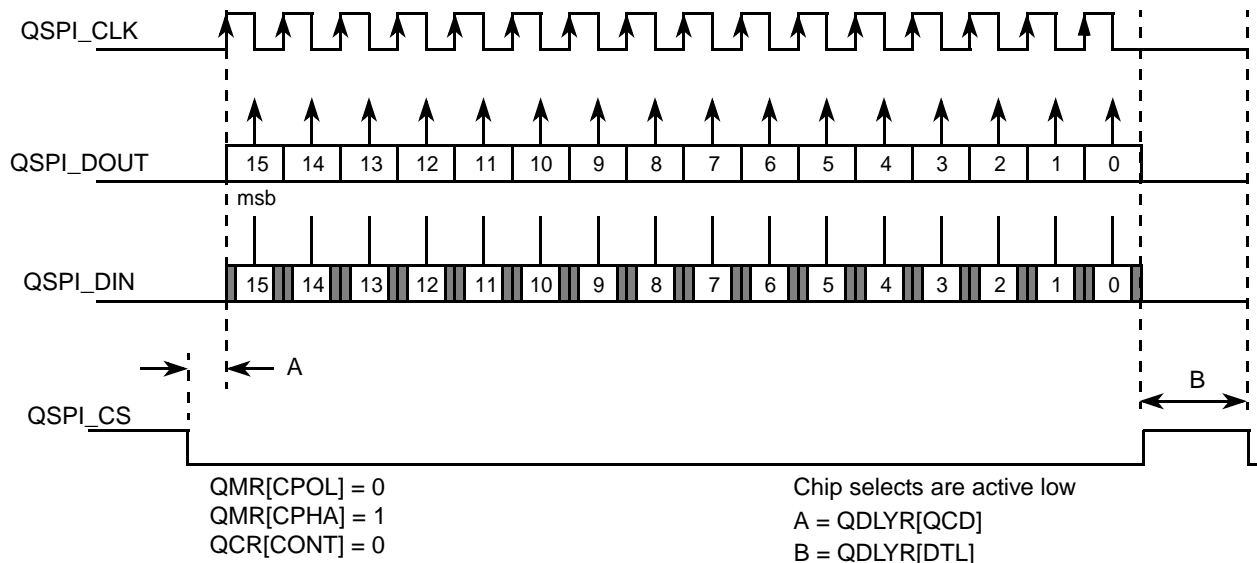 QSPI_CLK
QSPI_DOUT
15 14 13 12 11 10 9 8 7 6 5 4 3 2 1 0
msb
QSPI_DIN
15 14 13 12 11 10 9 8 7 6 5 4 3 2 1 0
A
B
QSPI_CS
QMR[CPOL] = 0
QMR[CPHA] = 1
QCR[CONT] = 0
Chip selects are active low
A = QDLYR[QCD]
B = QDLYR[DTL]